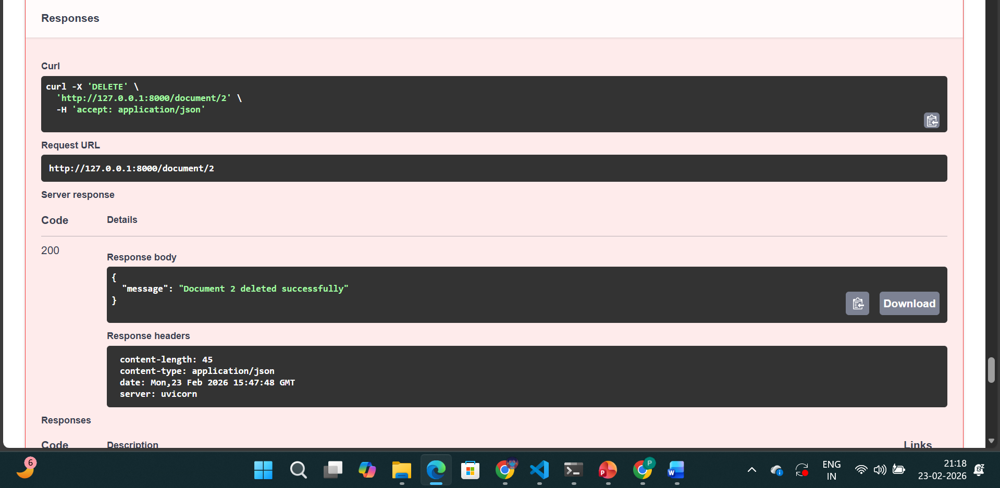 Responses
Curl
curl -X 'DELETE' \
  'http://127.0.0.1:8000/document/2' \
  -H 'accept: application/json'
Request URL
http://127.0.0.1:8000/document/2
Server response
Code Details
200
Response body
{
  "message": "Document 2 deleted successfully"
}
Download
Response headers
content-length: 45
content-type: application/json
date: Mon,23 Feb 2026 15:47:48 GMT
server: uvicorn
Responses
Code Description Links
6
P
P
W
ENG
IN
21:18
23-02-2026